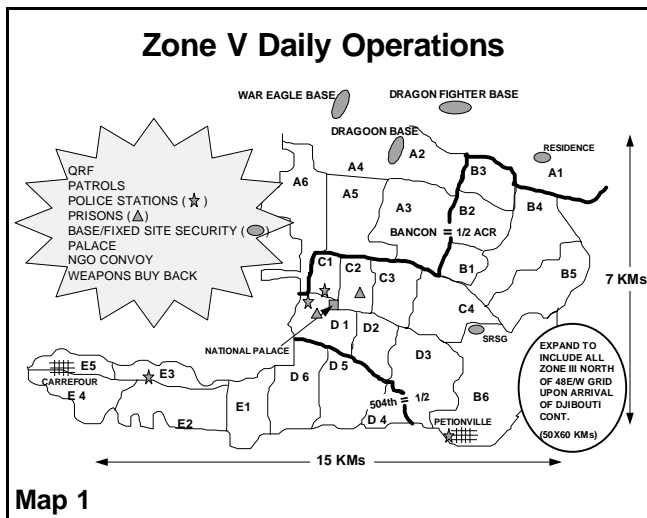 Zone V Daily Operations
WAR EAGLE BASE
DRAGON FIGHTER BASE
DRAGOON BASE
RESIDENCE
QRF
PATROLS
POLICE STATIONS ( )
PRISONS ( )
BASE/FIXED SITE SECURITY ( )
PALACE
NGO CONVOY
WEAPONS BUY BACK
A6
A4
A2
A5
A3
B3
A1
B2
B4
BANCON = 1/2 ACR
B1
B5
7 KMs
C1
C2
C3
C4
D 1
D2
NATIONAL PALACE
SRSG
D3
E5
E3
CARREFOUR
E 4
E1
E2
D 6
D 5
504th = 1/2
D 4
B6
PETIONVILLE
EXPAND TO
INCLUDE ALL
ZONE III NORTH
OF 48E/W GRID
UPON ARRIVAL
OF DJIBOUTI
CONT.
(50X60 KMs)
15 KMs
Map 1